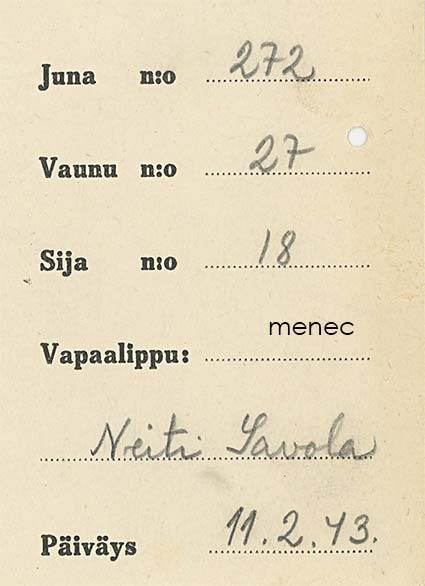 Juna n:o 272
Vaunu n:o 27
Sija n:o 18
Vapaalippu: menec
Neiti Savola
Päiväys 11.2.43.